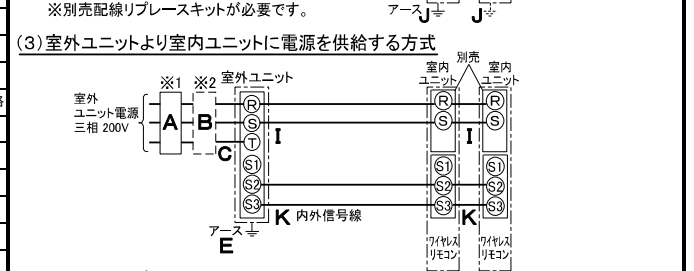 ※別売配線リプレースキットが必要です。
アース J J
(3)室外ユニットより室内ユニットに電源を供給する方式
※1 ※2 室外ユニット
別売
室内ユニット 室内ユニット
室外
ユニット電源
三相 200V
A B C
R S T S1 S2 S3
I
R S S1 S2 S3
I
R S S1 S2 S3
K 内外信号線
K
アース
E
ワイヤレス
リモコン
ワイヤレス
リモコン